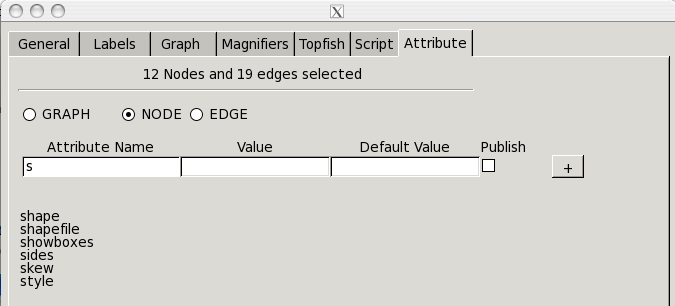 General Labels Graph Magnifiers Topfish Script Attribute
12 Nodes and 19 edges selected
GRAPH NODE EDGE
Attribute Name Value Default Value Publish
s +
shape
shapefile
showboxes
sides
skew
style